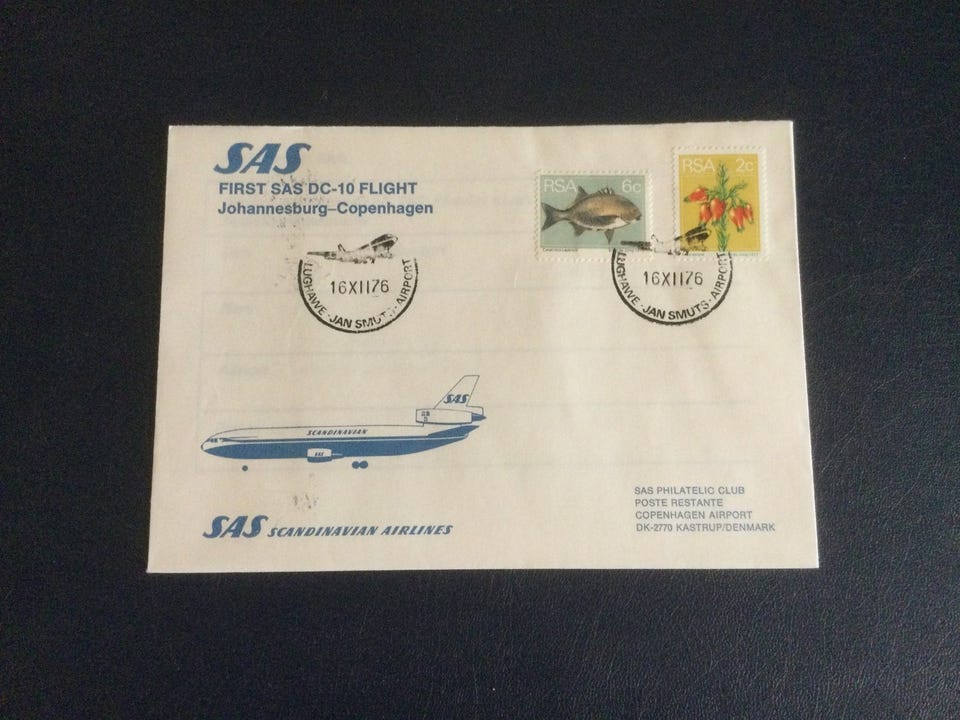 SAS
FIRST SAS DC-10 FLIGHT
Johannesburg–Copenhagen
RSA 6c
RSA 2c
LUGHAWE · JAN SMUTS · AIRPORT
16XII76
LUGHAWE · JAN SMUTS · AIRPORT
16XII76
SAS
SCANDINAVIAN
SAS
SAS SCANDINAVIAN AIRLINES
SAS PHILATELIC CLUB
POSTE RESTANTE
COPENHAGEN AIRPORT
DK-2770 KASTRUP/DENMARK